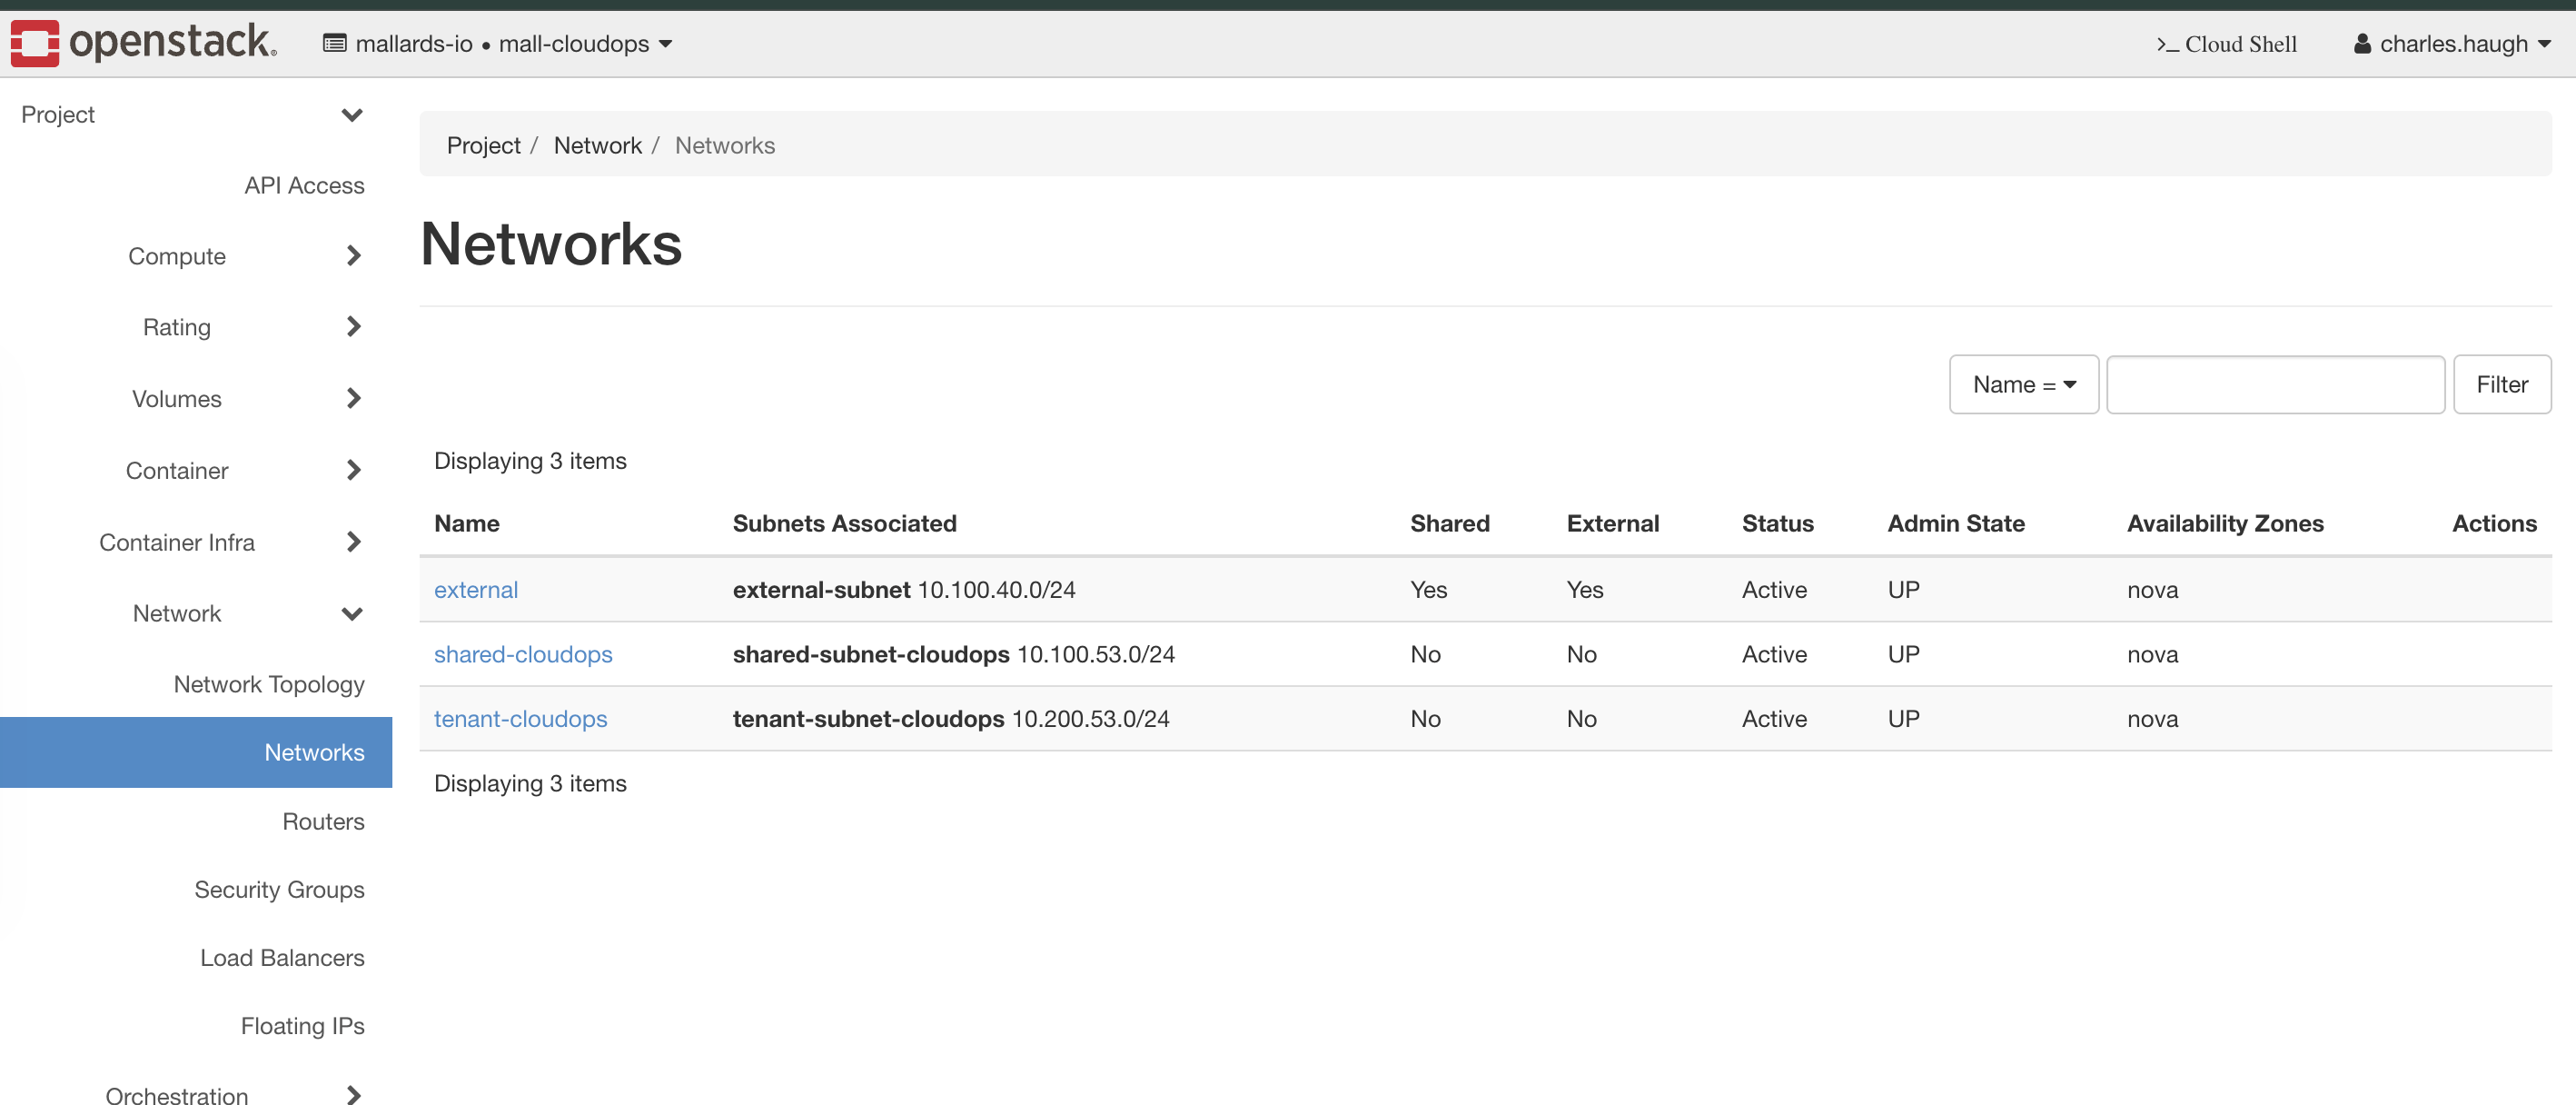 openstack.
mallards-io • mall-cloudops
>_ Cloud Shell
charles.haugh
Project
API Access
Compute
Rating
Volumes
Container
Container Infra
Network
Network Topology
Networks
Routers
Security Groups
Load Balancers
Floating IPs
Orchestration
Project / Network / Networks
Networks
Name =
Filter
Displaying 3 items
Name Subnets Associated Shared External Status Admin State Availability Zones Actions
external external-subnet 10.100.40.0/24 Yes Yes Active UP nova
shared-cloudops shared-subnet-cloudops 10.100.53.0/24 No No Active UP nova
tenant-cloudops tenant-subnet-cloudops 10.200.53.0/24 No No Active UP nova
Displaying 3 items